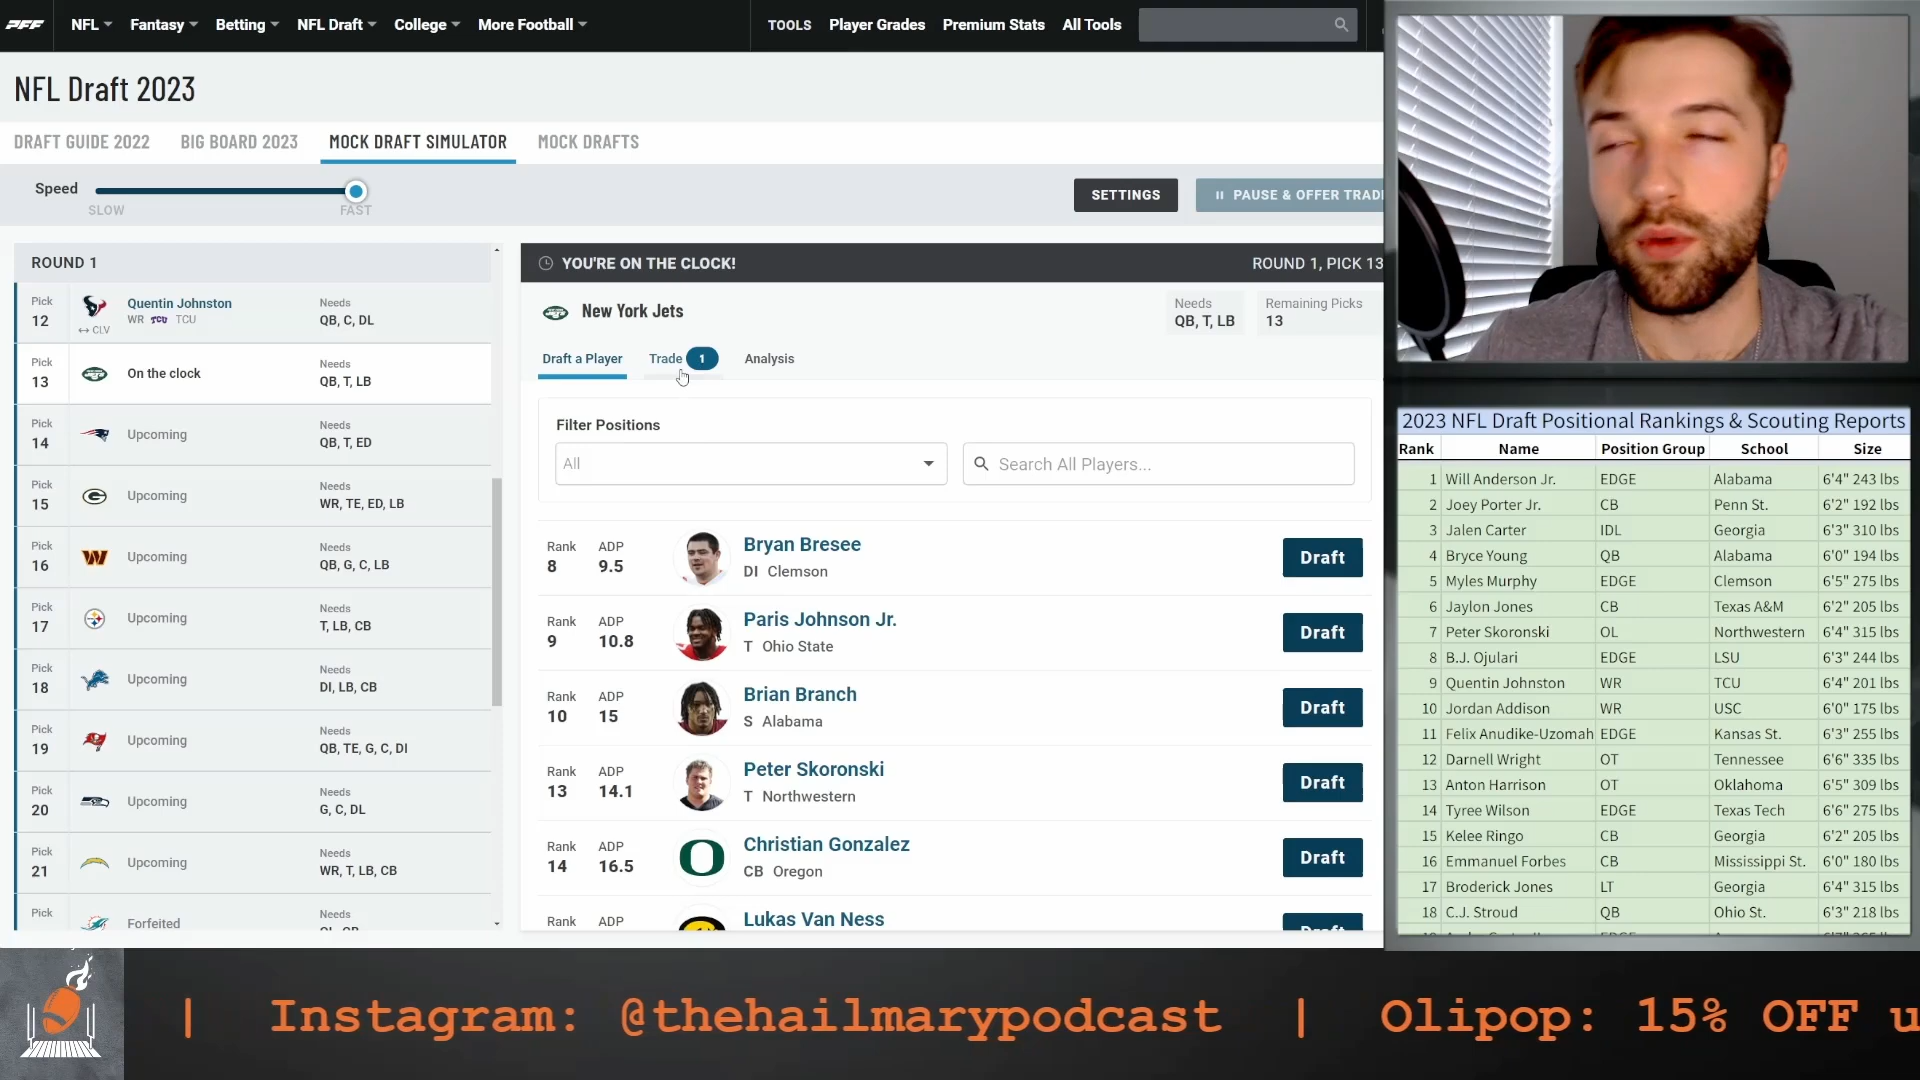 PFF NFL Fantasy Betting NFL Draft College More Football TOOLS Player Grades Premium Stats All Tools
NFL Draft 2023
DRAFT GUIDE 2022 BIG BOARD 2023 MOCK DRAFT SIMULATOR MOCK DRAFTS
Speed
SLOW FAST
SETTINGS PAUSE & OFFER TRAD
ROUND 1
Pick 12 Quentin Johnston Needs
WR TCU TCU QB, C, DL
↔ CLV
Pick 13 On the clock Needs
QB, T, LB
Pick 14 Upcoming Needs
QB, T, ED
Pick 15 Upcoming Needs
WR, TE, ED, LB
Pick 16 Upcoming Needs
QB, G, C, LB
Pick 17 Upcoming Needs
T, LB, CB
Pick 18 Upcoming Needs
DI, LB, CB
Pick 19 Upcoming Needs
QB, TE, G, C, DI
Pick 20 Upcoming Needs
G, C, DL
Pick 21 Upcoming Needs
WR, T, LB, CB
Pick Forfeited Needs
YOU'RE ON THE CLOCK! ROUND 1, PICK 13
New York Jets
Needs
QB, T, LB
Remaining Picks
13
Draft a Player Trade 1 Analysis
Filter Positions
All Search All Players...
Rank ADP Bryan Bresee
8 9.5 DI Clemson Draft
Rank ADP Paris Johnson Jr.
9 10.8 T Ohio State Draft
Rank ADP Brian Branch
10 15 S Alabama Draft
Rank ADP Peter Skoronski
13 14.1 T Northwestern Draft
Rank ADP Christian Gonzalez
14 16.5 CB Oregon Draft
Rank ADP Lukas Van Ness
Draft
2023 NFL Draft Positional Rankings & Scouting Reports
Rank Name Position Group School Size
1 Will Anderson Jr. EDGE Alabama 6'4" 243 lbs
2 Joey Porter Jr. CB Penn St. 6'2" 192 lbs
3 Jalen Carter IDL Georgia 6'3" 310 lbs
4 Bryce Young QB Alabama 6'0" 194 lbs
5 Myles Murphy EDGE Clemson 6'5" 275 lbs
6 Jaylon Jones CB Texas A&M 6'2" 205 lbs
7 Peter Skoronski OL Northwestern 6'4" 315 lbs
8 B.J. Ojulari EDGE LSU 6'3" 244 lbs
9 Quentin Johnston WR TCU 6'4" 201 lbs
10 Jordan Addison WR USC 6'0" 175 lbs
11 Felix Anudike-Uzomah EDGE Kansas St. 6'3" 255 lbs
12 Darnell Wright OT Tennessee 6'6" 335 lbs
13 Anton Harrison OT Oklahoma 6'5" 309 lbs
14 Tyree Wilson EDGE Texas Tech 6'6" 275 lbs
15 Kelee Ringo CB Georgia 6'2" 205 lbs
16 Emmanuel Forbes CB Mississippi St. 6'0" 180 lbs
17 Broderick Jones LT Georgia 6'4" 315 lbs
18 C.J. Stroud QB Ohio St. 6'3" 218 lbs
| Instagram: @thehailmarypodcast | Olipop: 15% OFF u